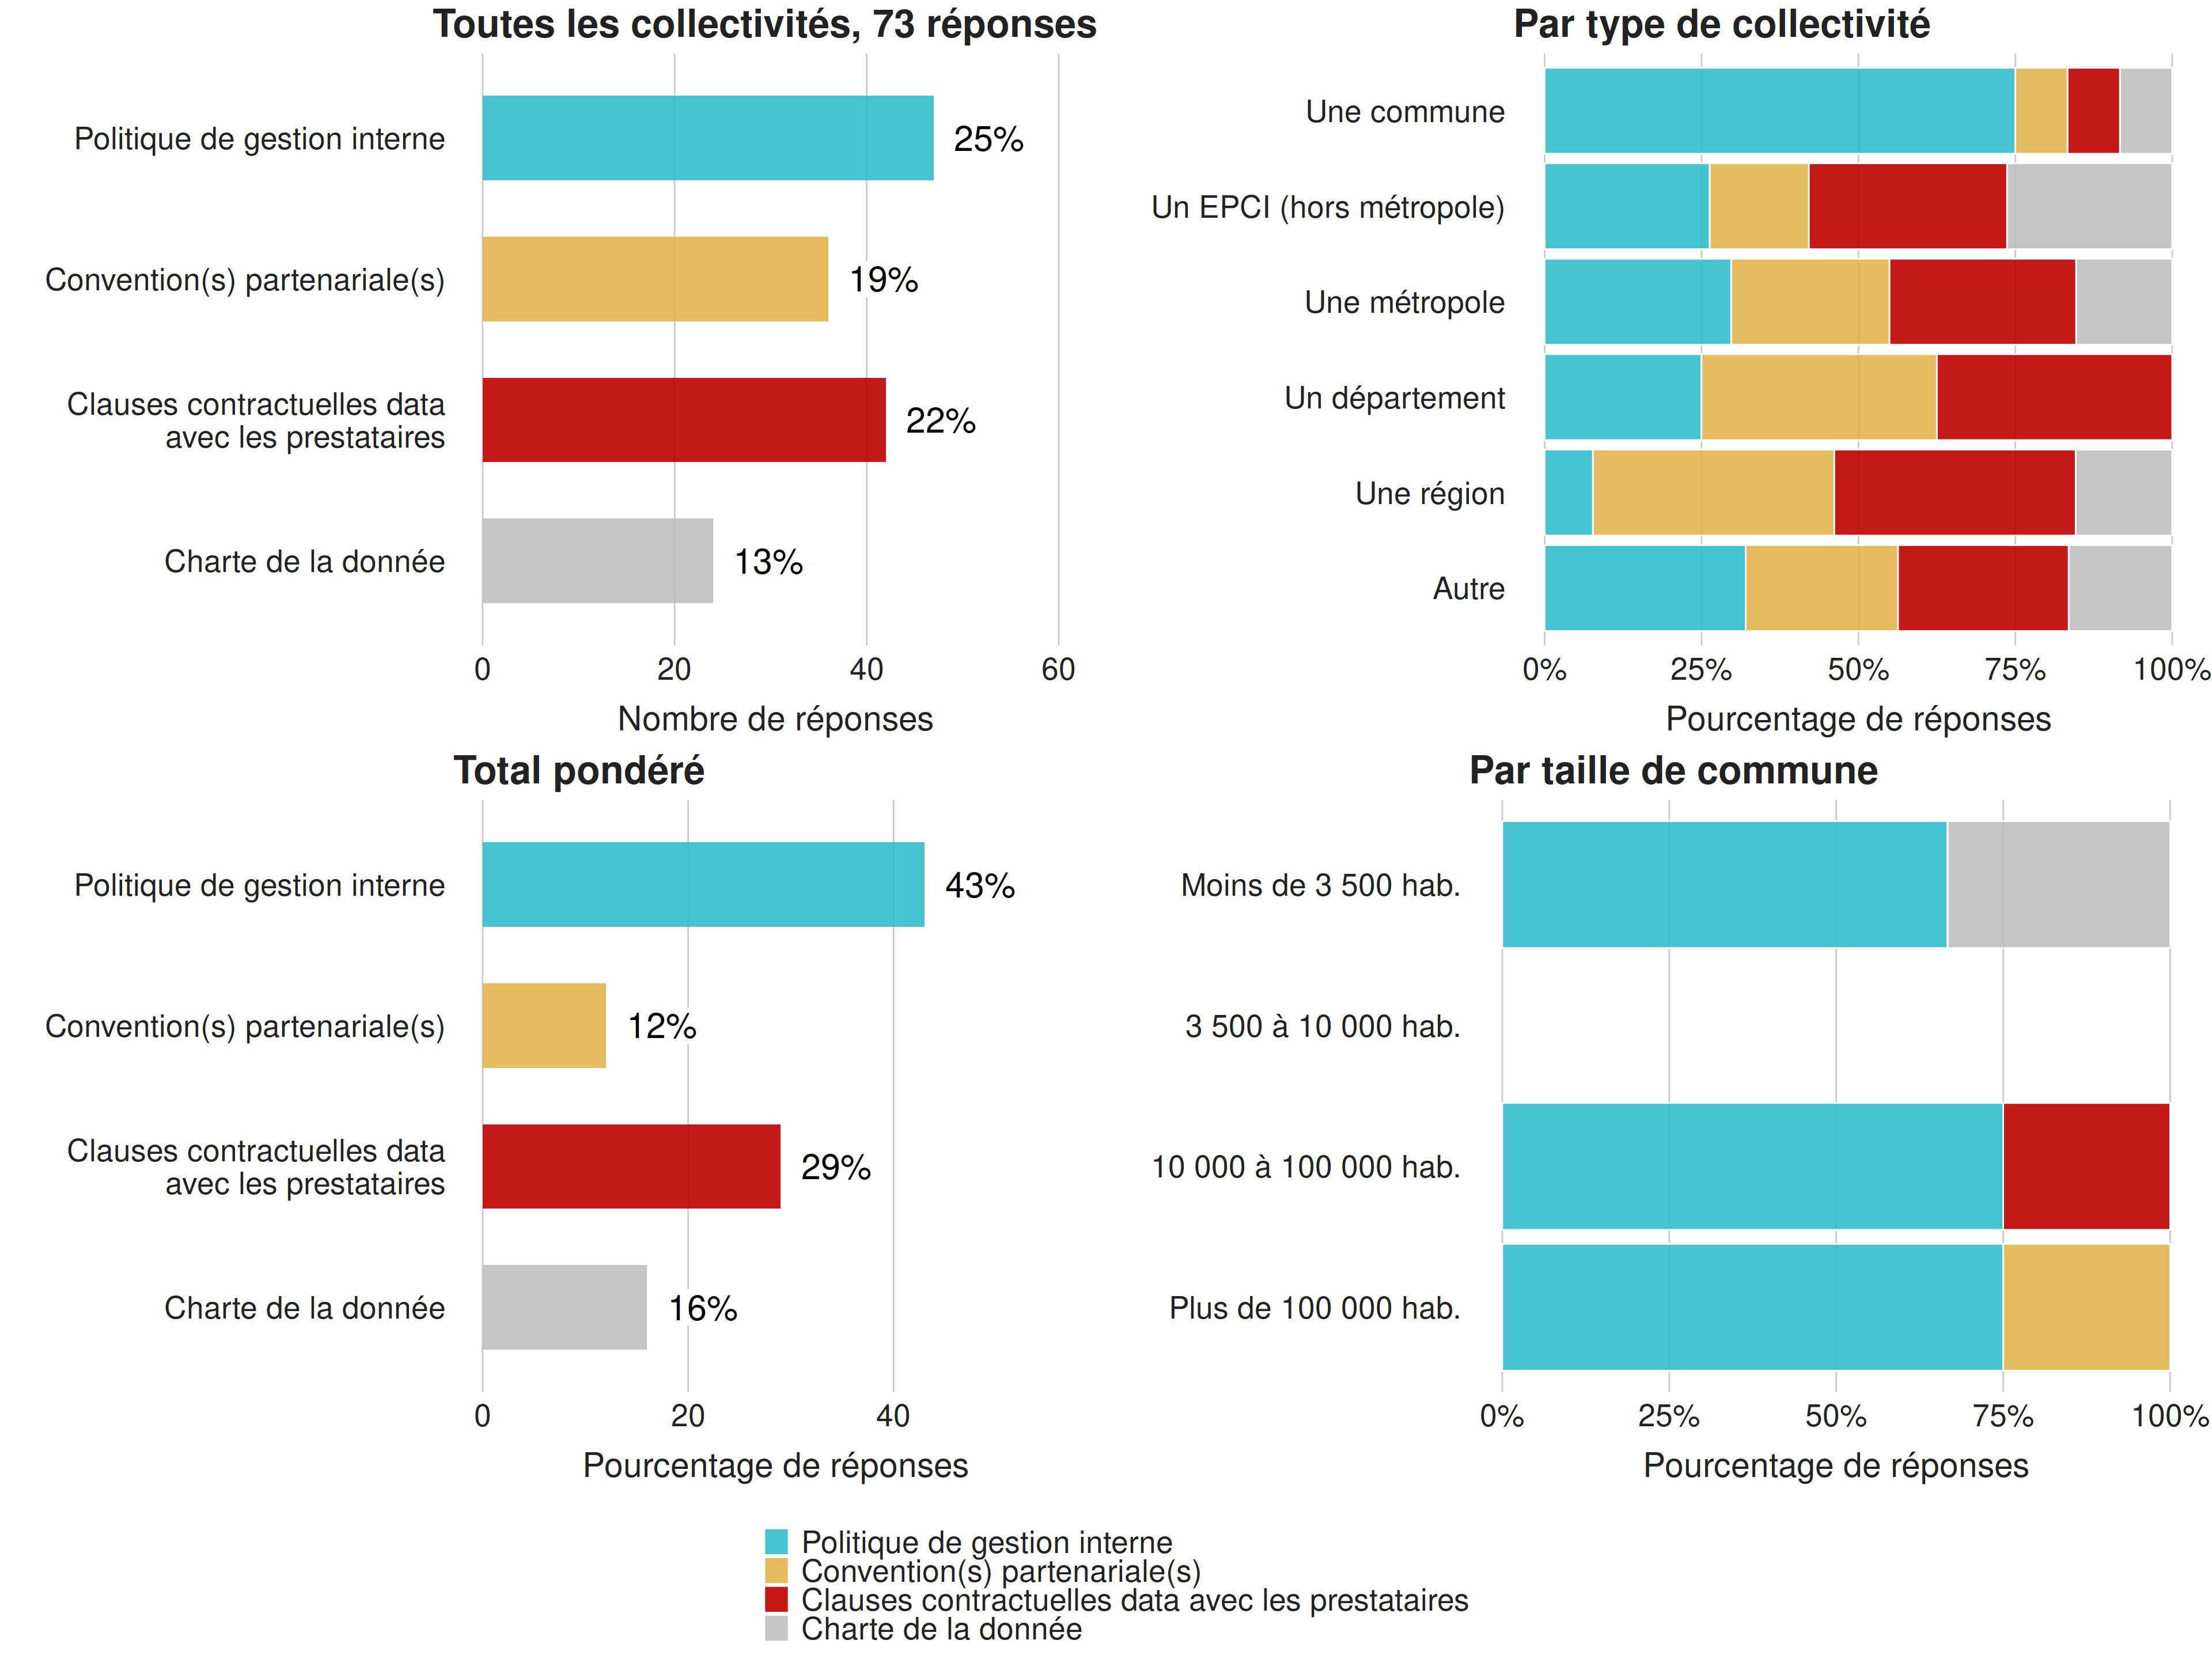 Toutes les collectivités, 73 réponses
Politique de gestion interne
25%
Convention(s) partenariale(s)
19%
Clauses contractuelles data
avec les prestataires
22%
Charte de la donnée
13%
0 20 40 60
Nombre de réponses
Par type de collectivité
Une commune
Un EPCI (hors métropole)
Une métropole
Un département
Une région
Autre
0% 25% 50% 75% 100%
Pourcentage de réponses
Total pondéré
Politique de gestion interne
43%
Convention(s) partenariale(s)
12%
Clauses contractuelles data
avec les prestataires
29%
Charte de la donnée
16%
0 20 40
Pourcentage de réponses
Par taille de commune
Moins de 3 500 hab.
3 500 à 10 000 hab.
10 000 à 100 000 hab.
Plus de 100 000 hab.
0% 25% 50% 75% 100%
Pourcentage de réponses
Politique de gestion interne
Convention(s) partenariale(s)
Clauses contractuelles data avec les prestataires
Charte de la donnée